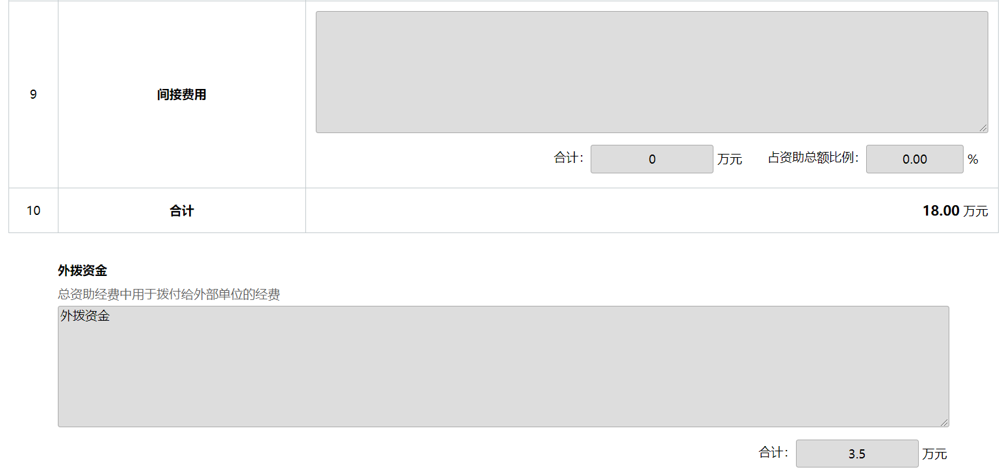 9
间接费用
合计： 0 万元 占资助总额比例： 0.00 %
10 合计 18.00 万元
外拨资金
总资助经费中用于拨付给外部单位的经费
外拨资金
合计： 3.5 万元